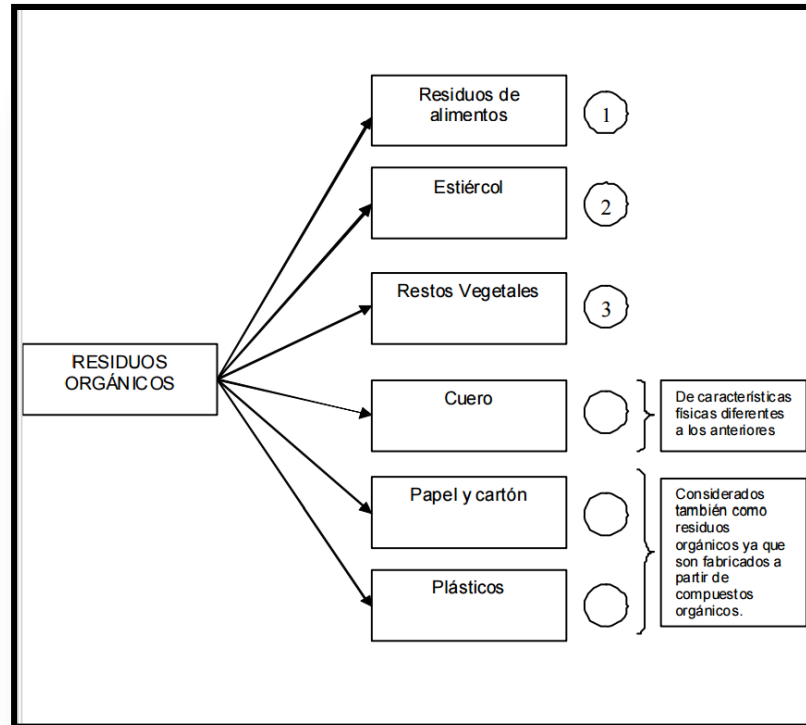 Residuos de
alimentos
1
Estiércol
2
Restos Vegetales
3
RESIDUOS
ORGÁNICOS
Cuero
De características
físicas diferentes
a los anteriores
Papel y cartón
Considerados
también como
residuos
orgánicos ya que
son fabricados a
partir de
compuestos
orgánicos.
Plásticos